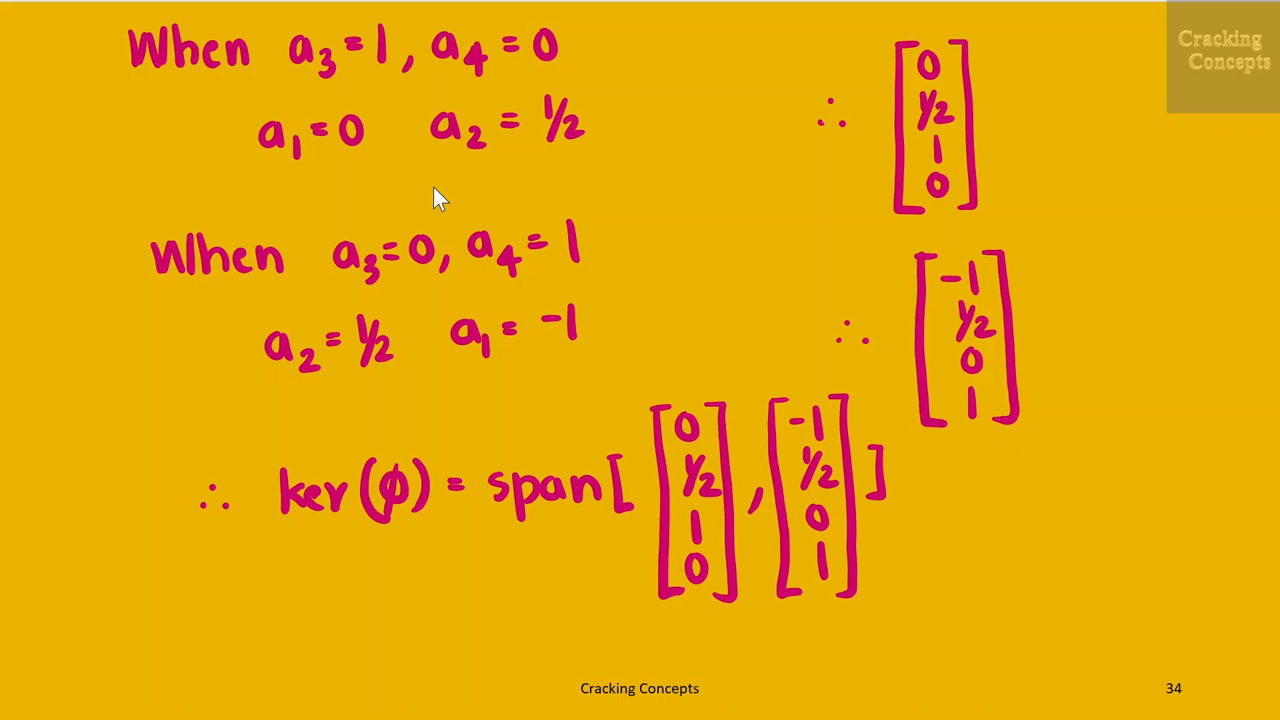 When a₃ = 1, a₄ = 0
a₁ = 0 a₂ = 1/2
∴ [0 1/2 1 0]
When a₃ = 0, a₄ = 1
a₂ = 1/2 a₁ = -1
∴ [-1 1/2 0 1]
∴ ker(φ) = span[ [0 1/2 1 0], [-1 1/2 0 1] ]
Cracking
Concepts
Cracking Concepts
34